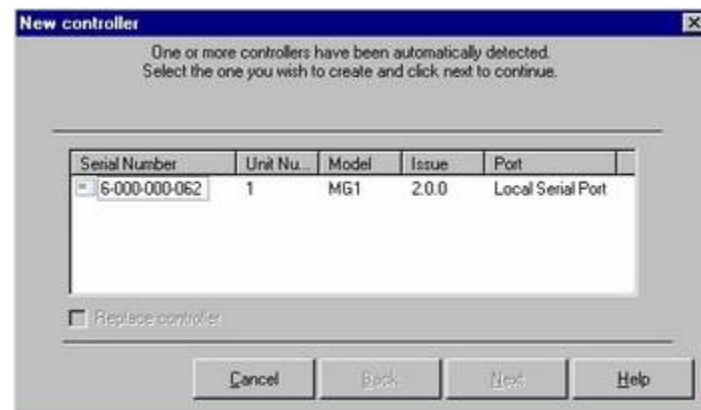 New controller
One or more controllers have been automatically detected.
Select the one you wish to create and click next to continue.
Serial Number Unit Nu... Model Issue Port
6-000-000-062 1 MG1 2.0.0 Local Serial Port
Replace controller
Cancel Back Next Help